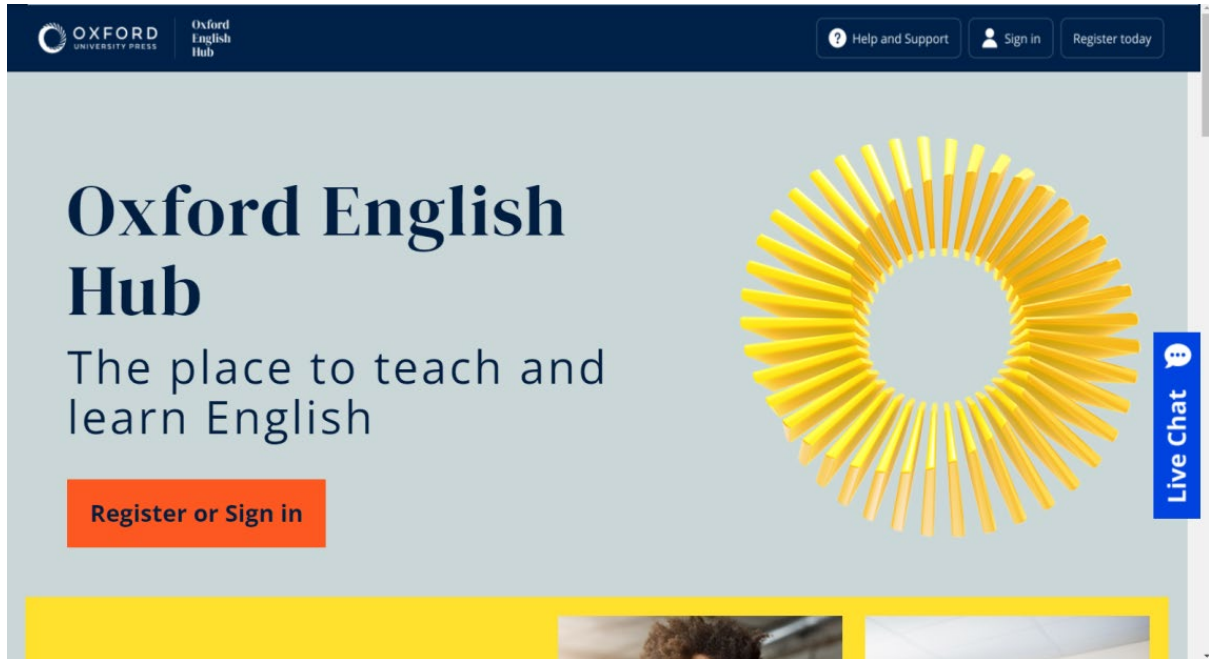 OXFORD
UNIVERSITY PRESS
Oxford
English
Hub
? Help and Support
Sign in
Register today
Oxford English
Hub
The place to teach and
learn English
Register or Sign in
Live Chat